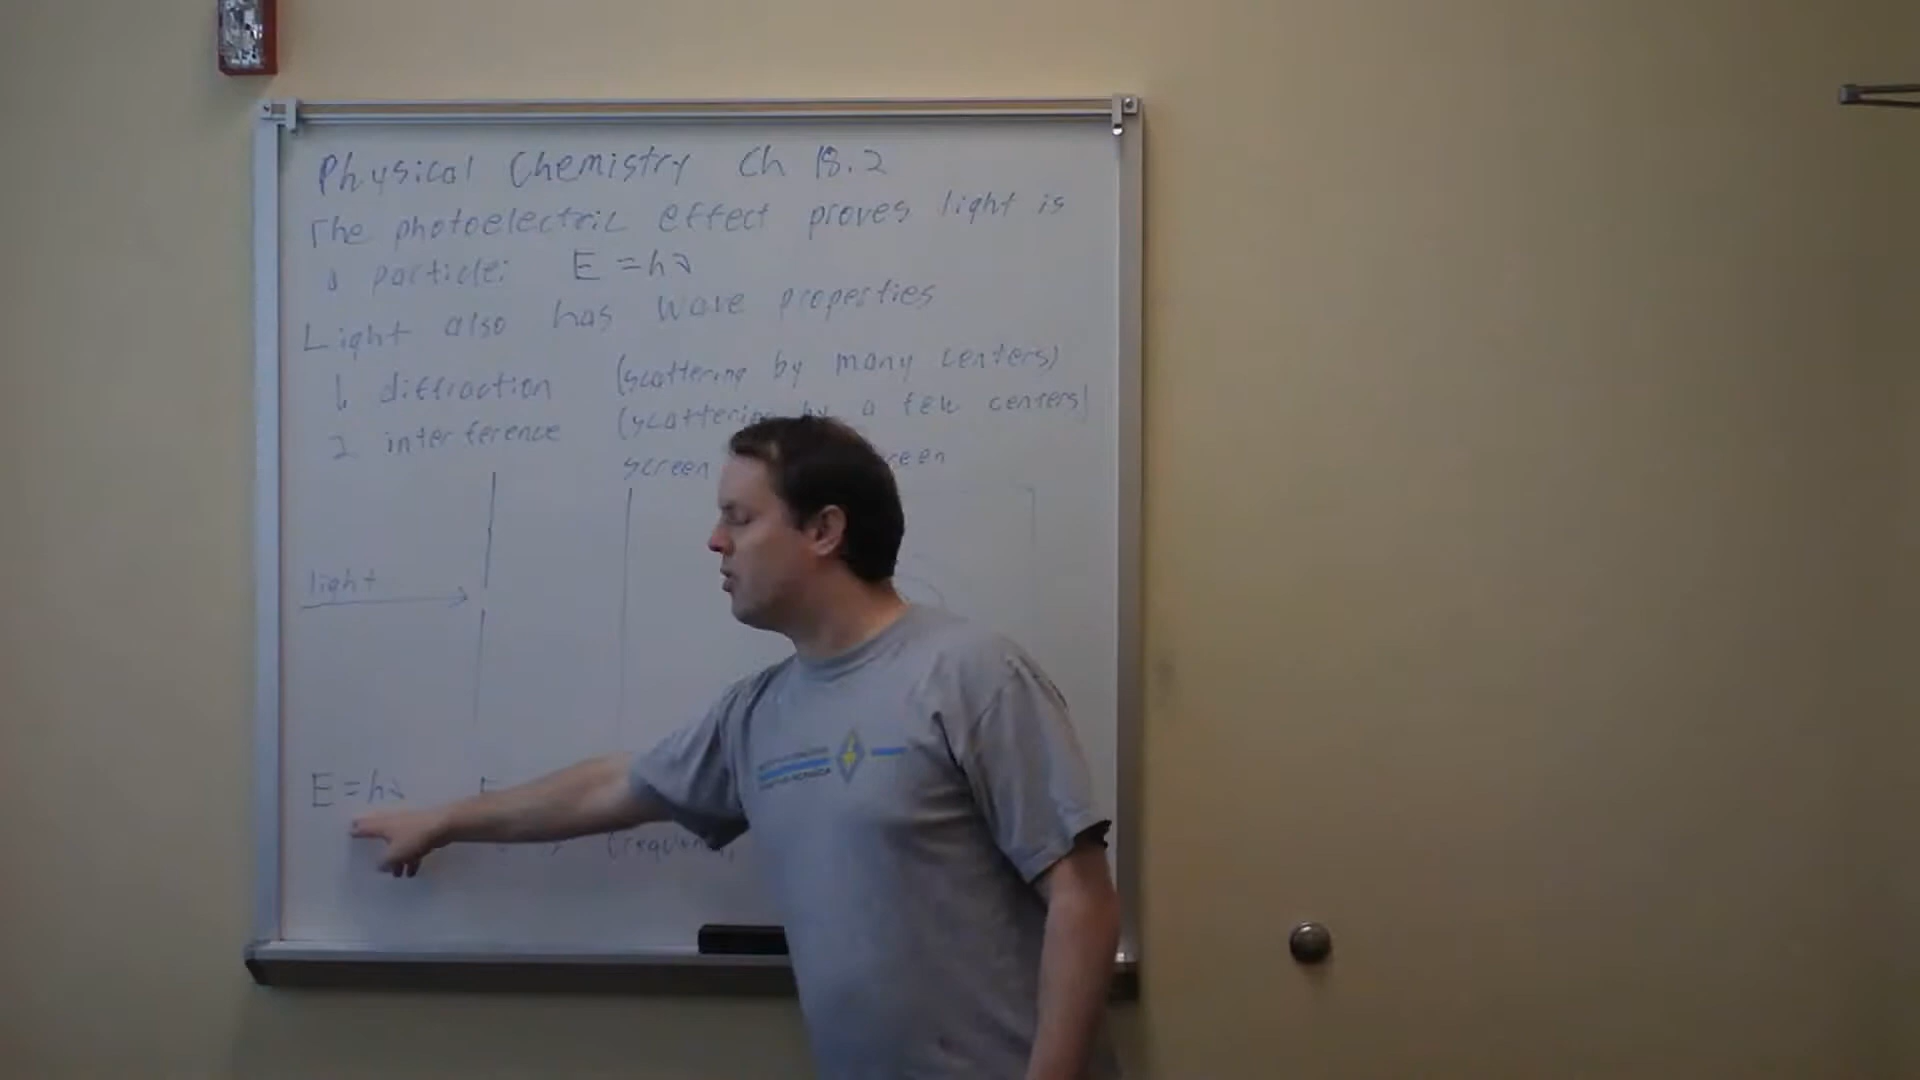 Physical Chemistry Ch 18.2
The photoelectric effect proves light is
a particle: E = hν
Light also has wave properties
1. diffraction (scattering by many centers)
2 interference (scattering by a few centers)
screen
light
E = hν E